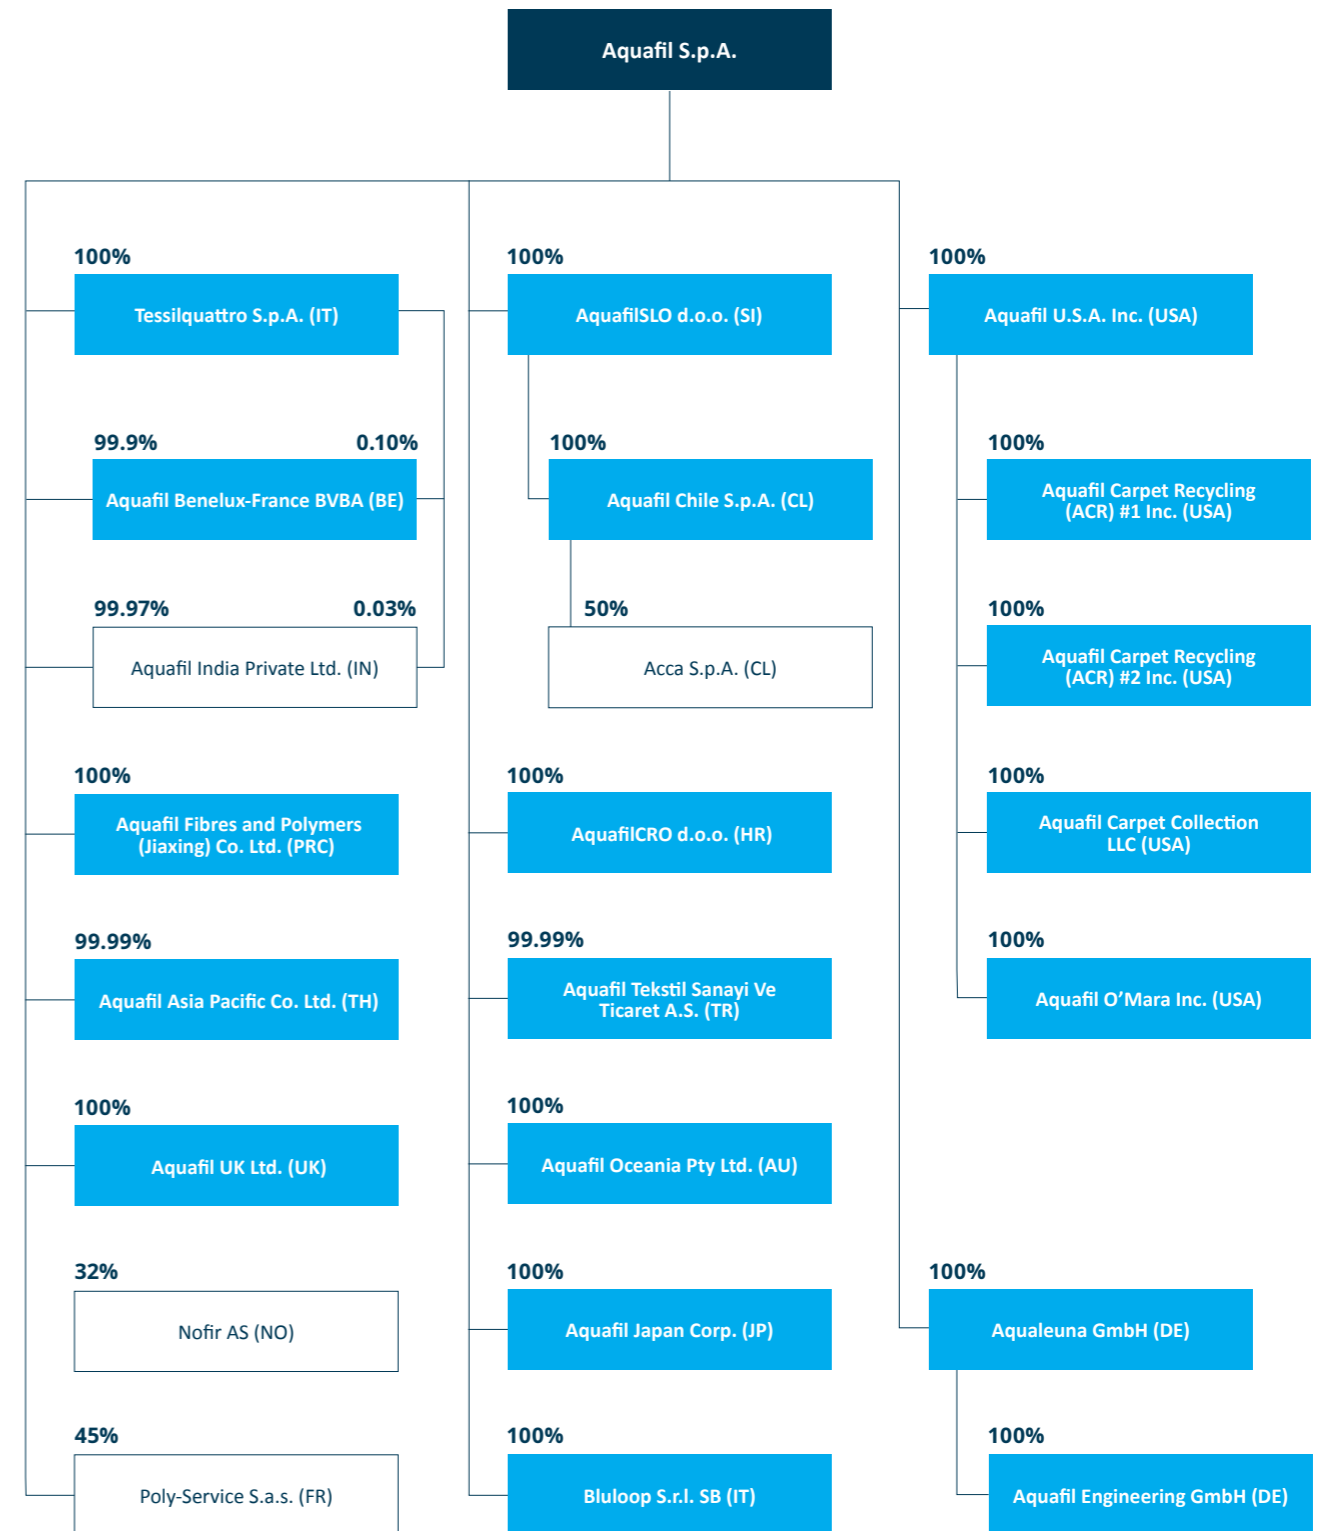 Aquafil S.p.A.
100%
Tessilquattro S.p.A. (IT)
99.9%
0.10%
Aquafil Benelux-France BVBA (BE)
99.97%
0.03%
Aquafil India Private Ltd. (IN)
100%
Aquafil Fibres and Polymers
(Jiaxing) Co. Ltd. (PRC)
99.99%
Aquafil Asia Pacific Co. Ltd. (TH)
100%
Aquafil UK Ltd. (UK)
32%
Nofir AS (NO)
45%
Poly-Service S.a.s. (FR)
100%
AquafilSLO d.o.o. (SI)
100%
Aquafil Chile S.p.A. (CL)
50%
Acca S.p.A. (CL)
100%
AquafilCRO d.o.o. (HR)
99.99%
Aquafil Tekstil Sanayi Ve
Ticaret A.S. (TR)
100%
Aquafil Oceania Pty Ltd. (AU)
100%
Aquafil Japan Corp. (JP)
100%
Bluloop S.r.l. SB (IT)
100%
Aquafil U.S.A. Inc. (USA)
100%
Aquafil Carpet Recycling
(ACR) #1 Inc. (USA)
100%
Aquafil Carpet Recycling
(ACR) #2 Inc. (USA)
100%
Aquafil Carpet Collection
LLC (USA)
100%
Aquafil O’Mara Inc. (USA)
100%
Aqualeuna GmbH (DE)
100%
Aquafil Engineering GmbH (DE)